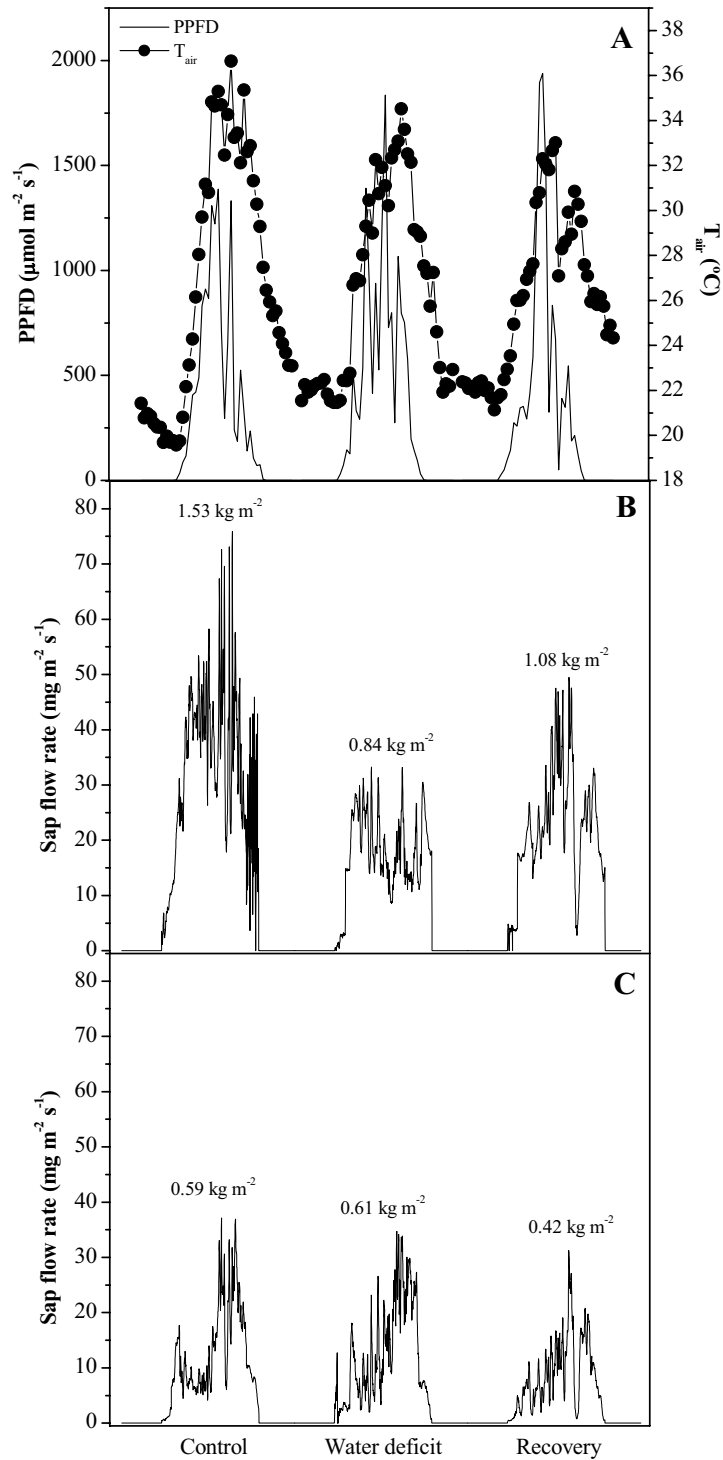 PPFD
T air
A
2000
1500
1000
500
0
PPFD (µmol m-2 s-1)
38
36
34
32
30
28
26
24
22
20
18
T air (°C)
1.53 kg m-2
B
80
70
60
50
40
30
20
10
0
Sap flow rate (mg m-2 s-1)
0.84 kg m-2
1.08 kg m-2
C
80
70
60
50
40
30
20
10
0
Sap flow rate (mg m-2 s-1)
0.59 kg m-2
0.61 kg m-2
0.42 kg m-2
Control Water deficit Recovery